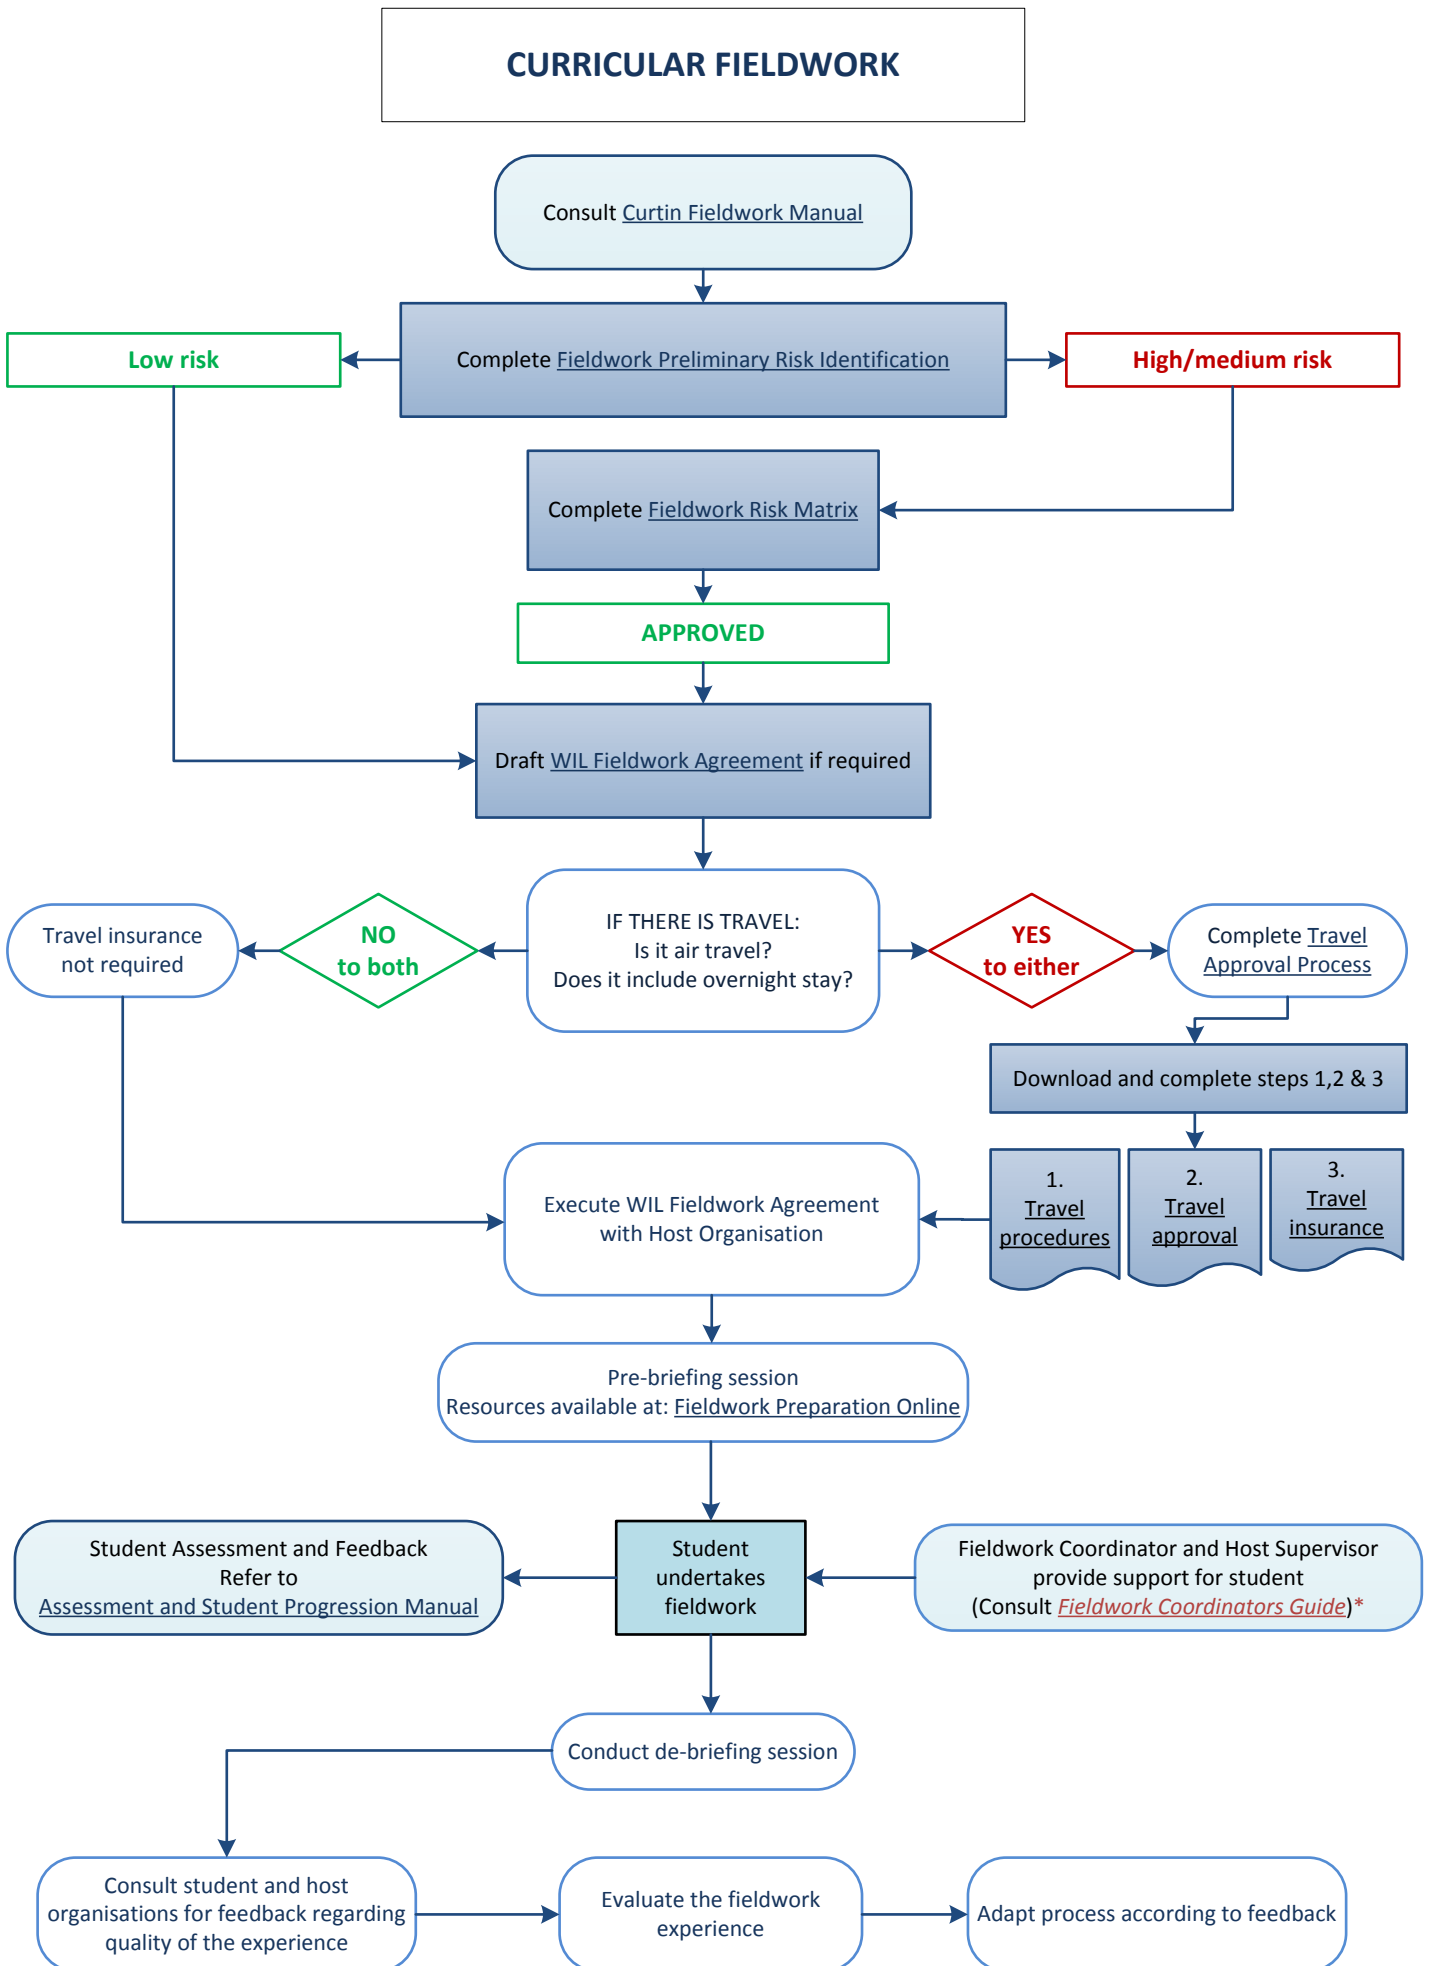 CURRICULAR FIELDWORK
Consult Curtin Fieldwork Manual
Low risk
Complete Fieldwork Preliminary Risk Identification
High/medium risk
Complete Fieldwork Risk Matrix
APPROVED
Draft WIL Fieldwork Agreement if required
Travel insurance
not required
NO
to both
IF THERE IS TRAVEL:
Is it air travel?
Does it include overnight stay?
YES
to either
Complete Travel
Approval Process
Download and complete steps 1,2 & 3
1.
Travel
procedures
2.
Travel
approval
3.
Travel
insurance
Execute WIL Fieldwork Agreement
with Host Organisation
Pre-briefing session
Resources available at: Fieldwork Preparation Online
Student Assessment and Feedback
Refer to
Assessment and Student Progression Manual
Student
undertakes
fieldwork
Fieldwork Coordinator and Host Supervisor
provide support for student
(Consult Fieldwork Coordinators Guide)*
Conduct de-briefing session
Consult student and host
organisations for feedback regarding
quality of the experience
Evaluate the fieldwork
experience
Adapt process according to feedback